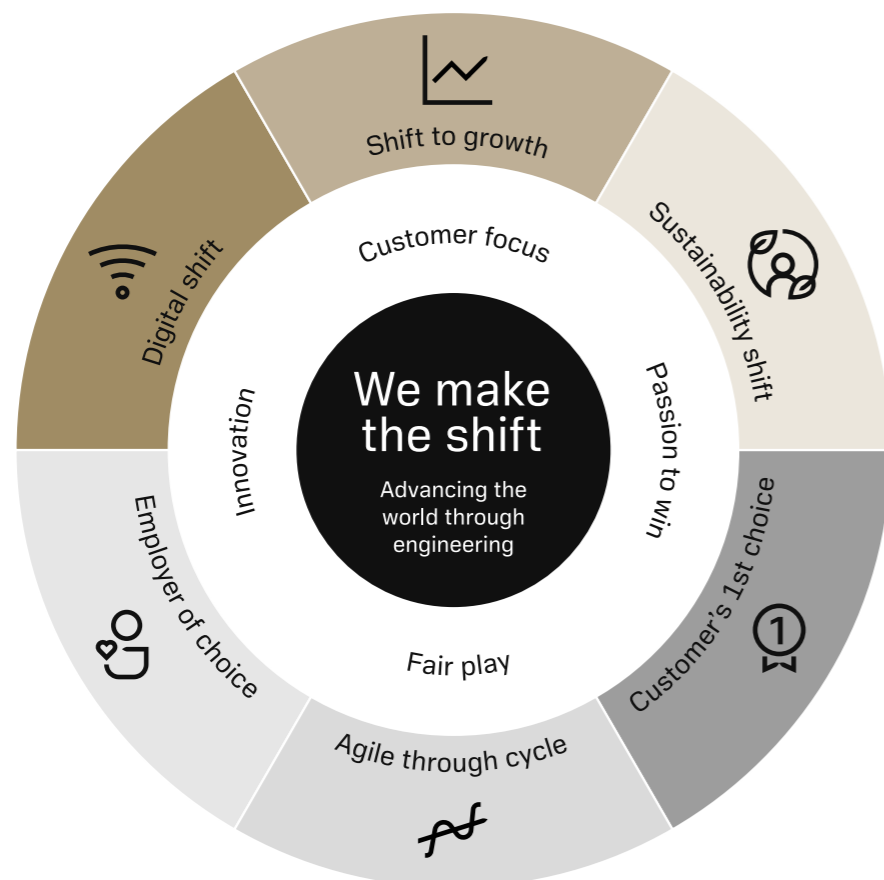 Shift to growth
Sustainability shift
Customer's 1st choice
Agile through cycle
Employer of choice
Digital shift
Customer focus
Passion to win
Fair play
Innovation
We make
the shift
Advancing the
world through
engineering
1